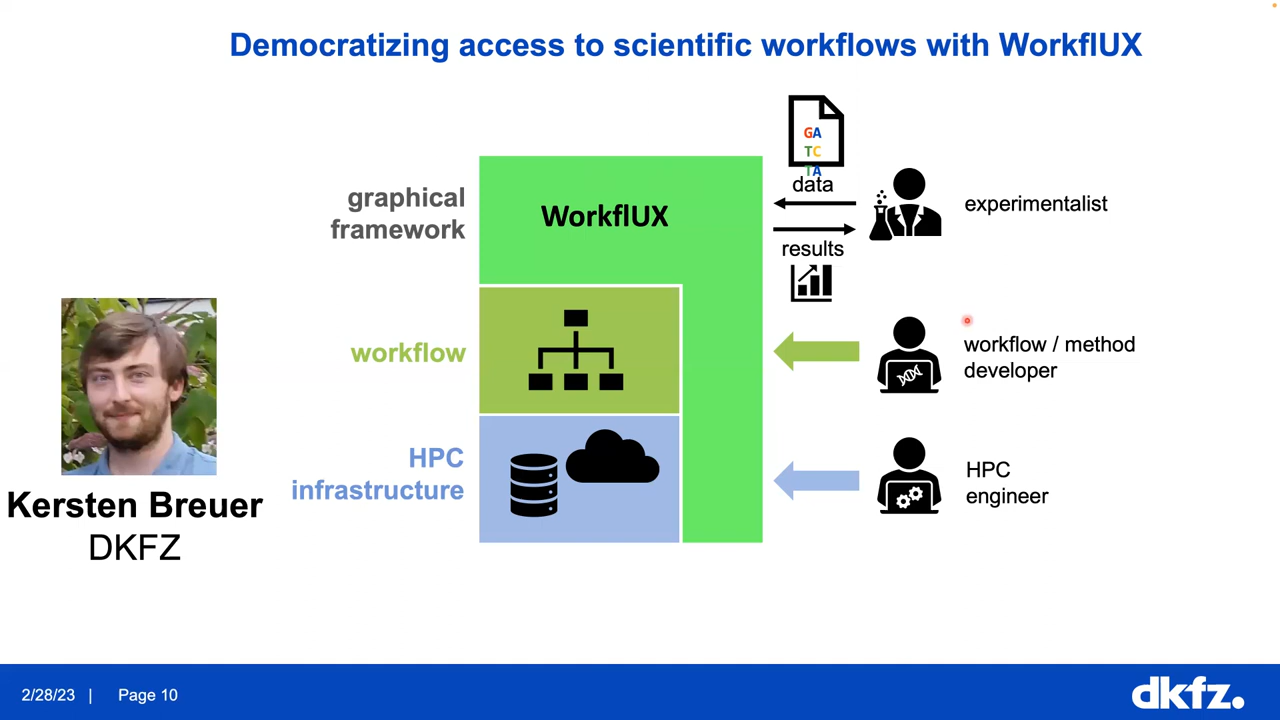 Democratizing access to scientific workflows with WorkflUX
graphical
framework
WorkflUX
GA
TC
TA
data
results
experimentalist
workflow
workflow / method
developer
HPC
infrastructure
HPC
engineer
Kersten Breuer
DKFZ
2/28/23 | Page 10
dkfz.